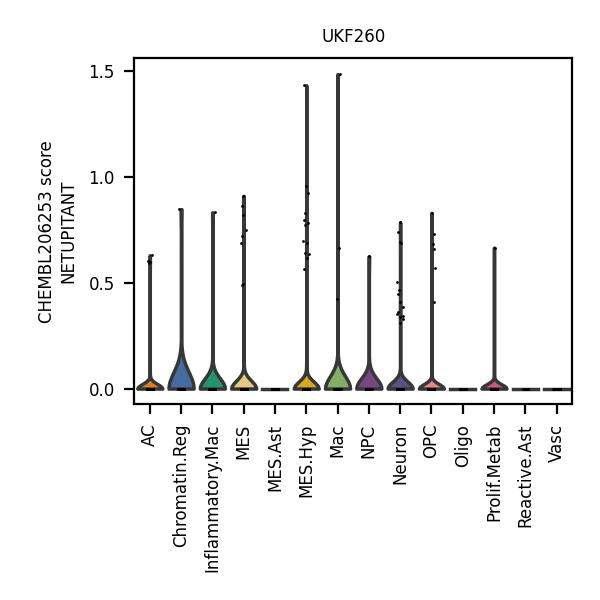 UKF260
CHEMBL206253 score
NETUPITANT
1.5
1.0
0.5
0.0
AC
Chromatin.Reg
Inflammatory.Mac
MES
MES.Ast
MES.Hyp
Mac
NPC
Neuron
OPC
Oligo
Prolif.Metab
Reactive.Ast
Vasc